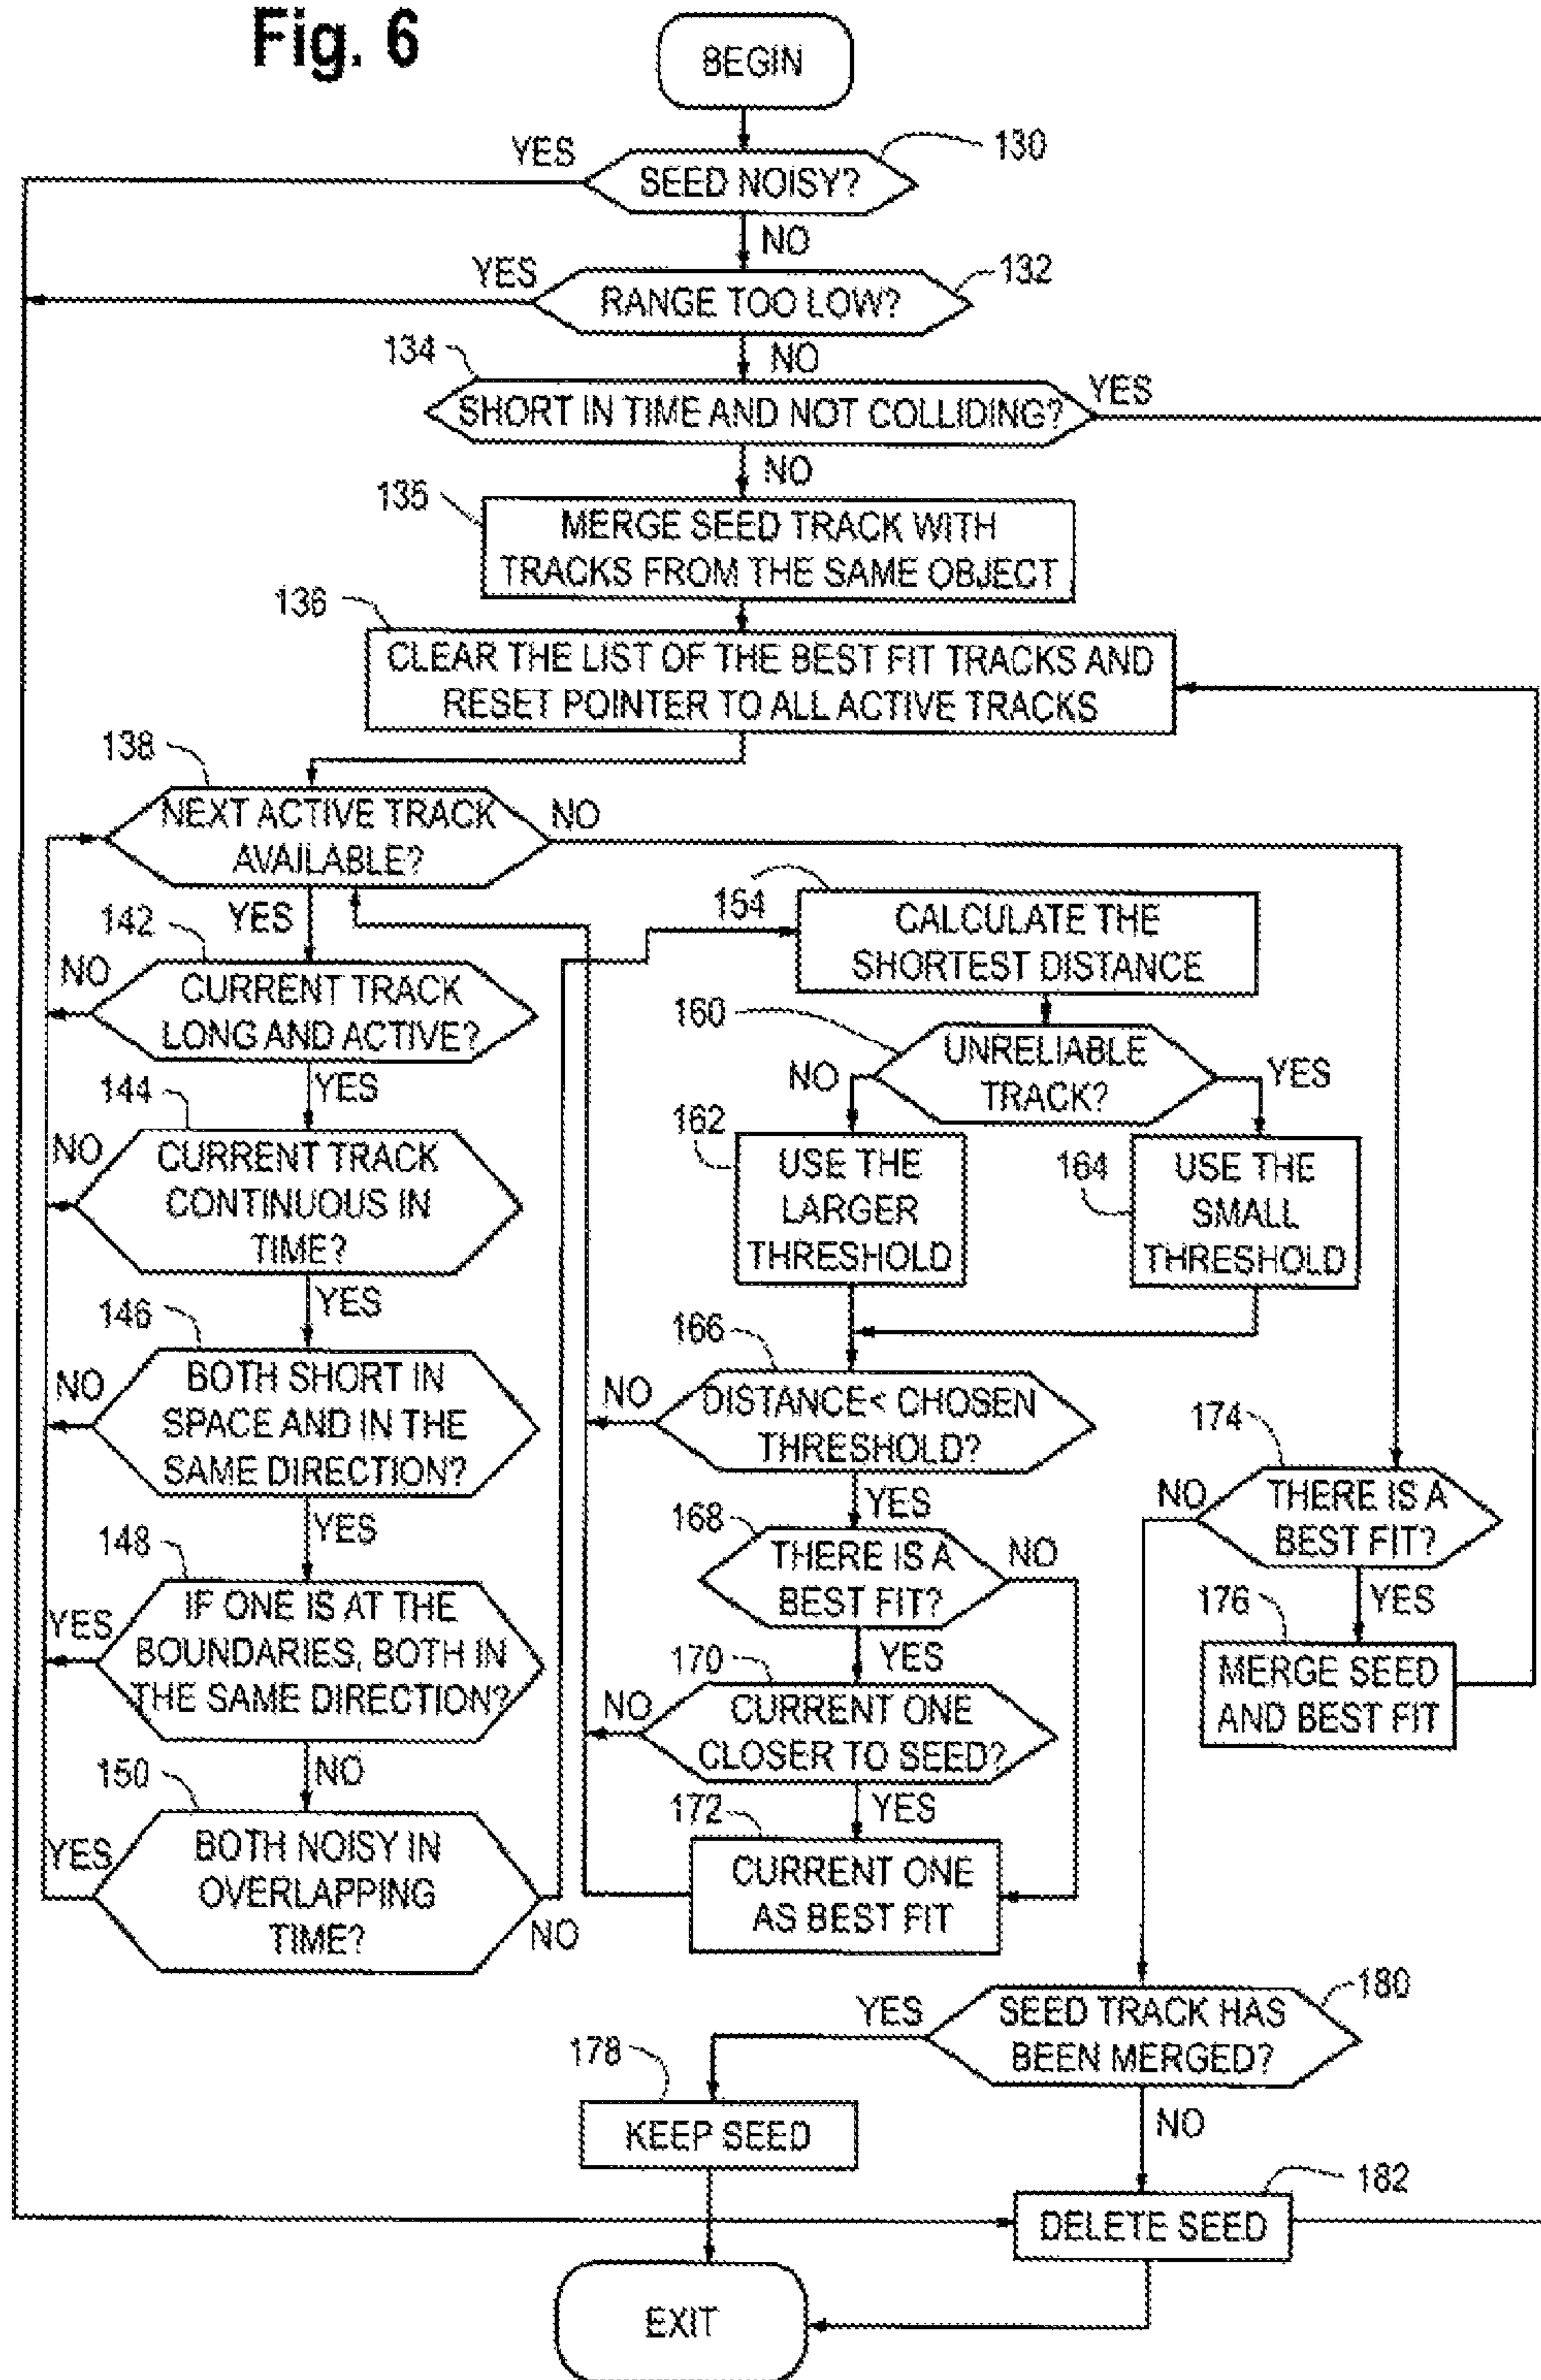 Fig. 6
BEGIN
YES
130
SEED NOISY?
NO
YES
132
RANGE TOO LOW?
134
NO
YES
SHORT IN TIME AND NOT COLLIDING?
NO
135
MERGE SEED TRACK WITH
TRACKS FROM THE SAME OBJECT
136
CLEAR THE LIST OF THE BEST FIT TRACKS AND
RESET POINTER TO ALL ACTIVE TRACKS
138
NEXT ACTIVE TRACK
AVAILABLE?
NO
YES
142
NO
CURRENT TRACK
LONG AND ACTIVE?
YES
144
NO
CURRENT TRACK
CONTINUOUS IN
TIME?
YES
146
NO
BOTH SHORT IN
SPACE AND IN THE
SAME DIRECTION?
YES
148
YES
IF ONE IS AT THE
BOUNDARIES, BOTH IN
THE SAME DIRECTION?
NO
150
YES
BOTH NOISY IN
OVERLAPPING
TIME?
NO
154
CALCULATE THE
SHORTEST DISTANCE
160
UNRELIABLE
TRACK?
NO
YES
162
USE THE
LARGER
THRESHOLD
164
USE THE
SMALL
THRESHOLD
166
NO
DISTANCE< CHOSEN
THRESHOLD?
YES
168
THERE IS A
BEST FIT?
NO
YES
170
NO
CURRENT ONE
CLOSER TO SEED?
YES
172
CURRENT ONE
AS BEST FIT
174
NO
THERE IS A
BEST FIT?
YES
176
MERGE SEED
AND BEST FIT
180
YES
SEED TRACK HAS
BEEN MERGED?
NO
178
KEEP SEED
182
DELETE SEED
EXIT